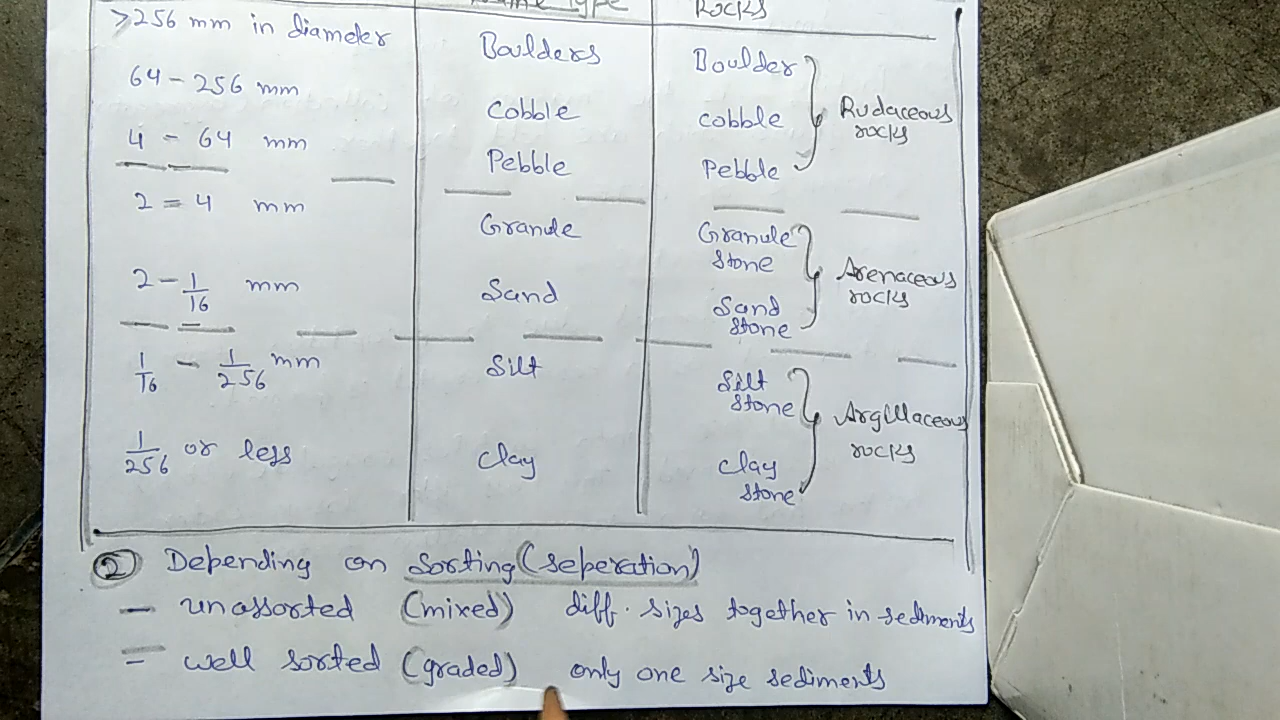 Type Rocks
>256 mm in diameter Boulders Boulder
64 - 256 mm Cobble cobble Rudaceous rocks
4 - 64 mm Pebble Pebble
2 = 4 mm Granule Granule stone
2 - 1/16 mm Sand Sand stone Arenaceous rocks
1/16 - 1/256 mm Silt Silt stone
1/256 or less Clay Clay stone Argillaceous rocks
② Depending on Sorting (seperation)
— unassorted (mixed) diff. sizes together in sediments
— well sorted (graded) only one size sediments